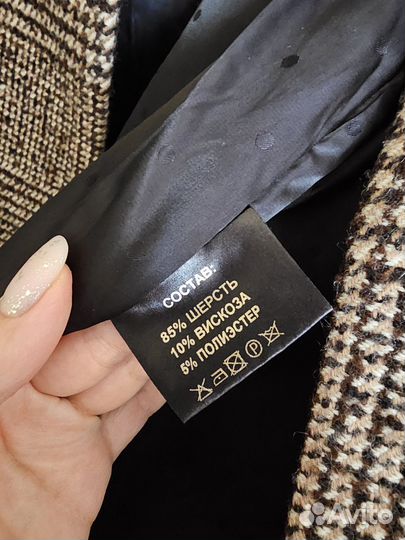 СОСТАВ:
85% ШЕРСТЬ
10% ВИСКОЗА
5% ПОЛИЭСТЕР
P
Avito